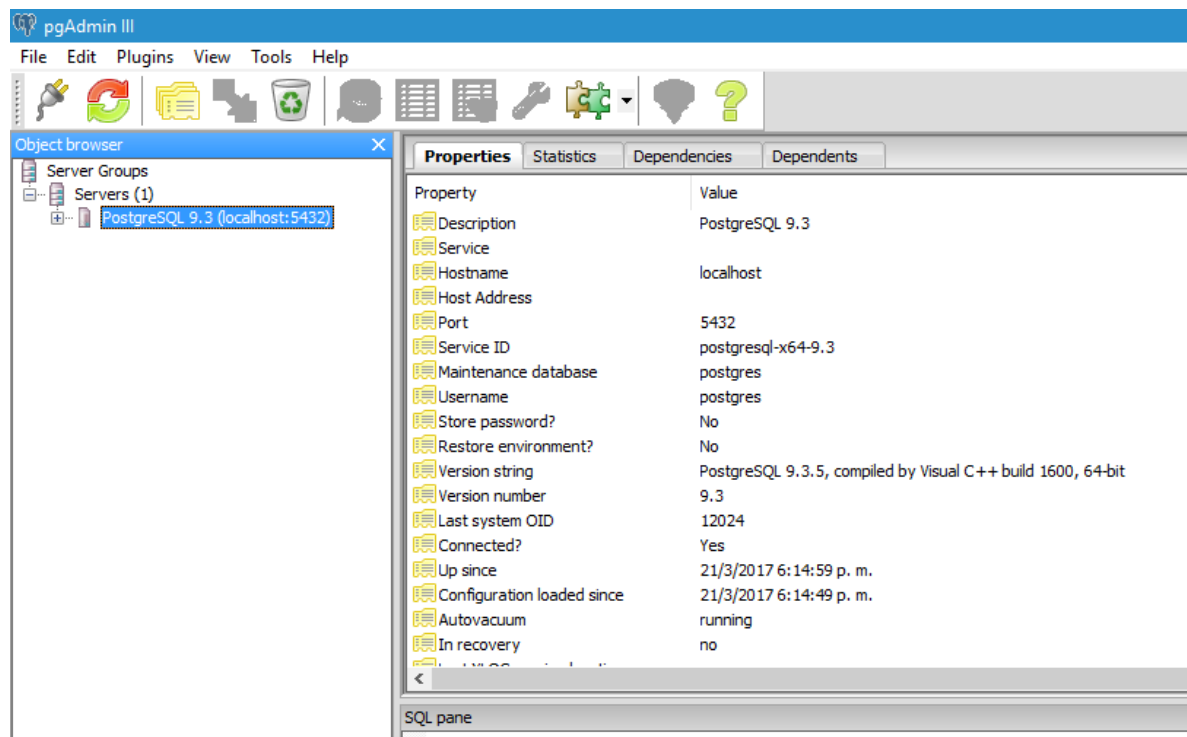 pgAdmin III
File Edit Plugins View Tools Help
Object browser
Server Groups
Servers (1)
PostgreSQL 9.3 (localhost:5432)
Properties Statistics Dependencies Dependents
Property Value
Description PostgreSQL 9.3
Service
Hostname localhost
Host Address
Port 5432
Service ID postgresql-x64-9.3
Maintenance database postgres
Username postgres
Store password? No
Restore environment? No
Version string PostgreSQL 9.3.5, compiled by Visual C++ build 1600, 64-bit
Version number 9.3
Last system OID 12024
Connected? Yes
Up since 21/3/2017 6:14:59 p. m.
Configuration loaded since 21/3/2017 6:14:49 p. m.
Autovacuum running
In recovery no
SQL pane